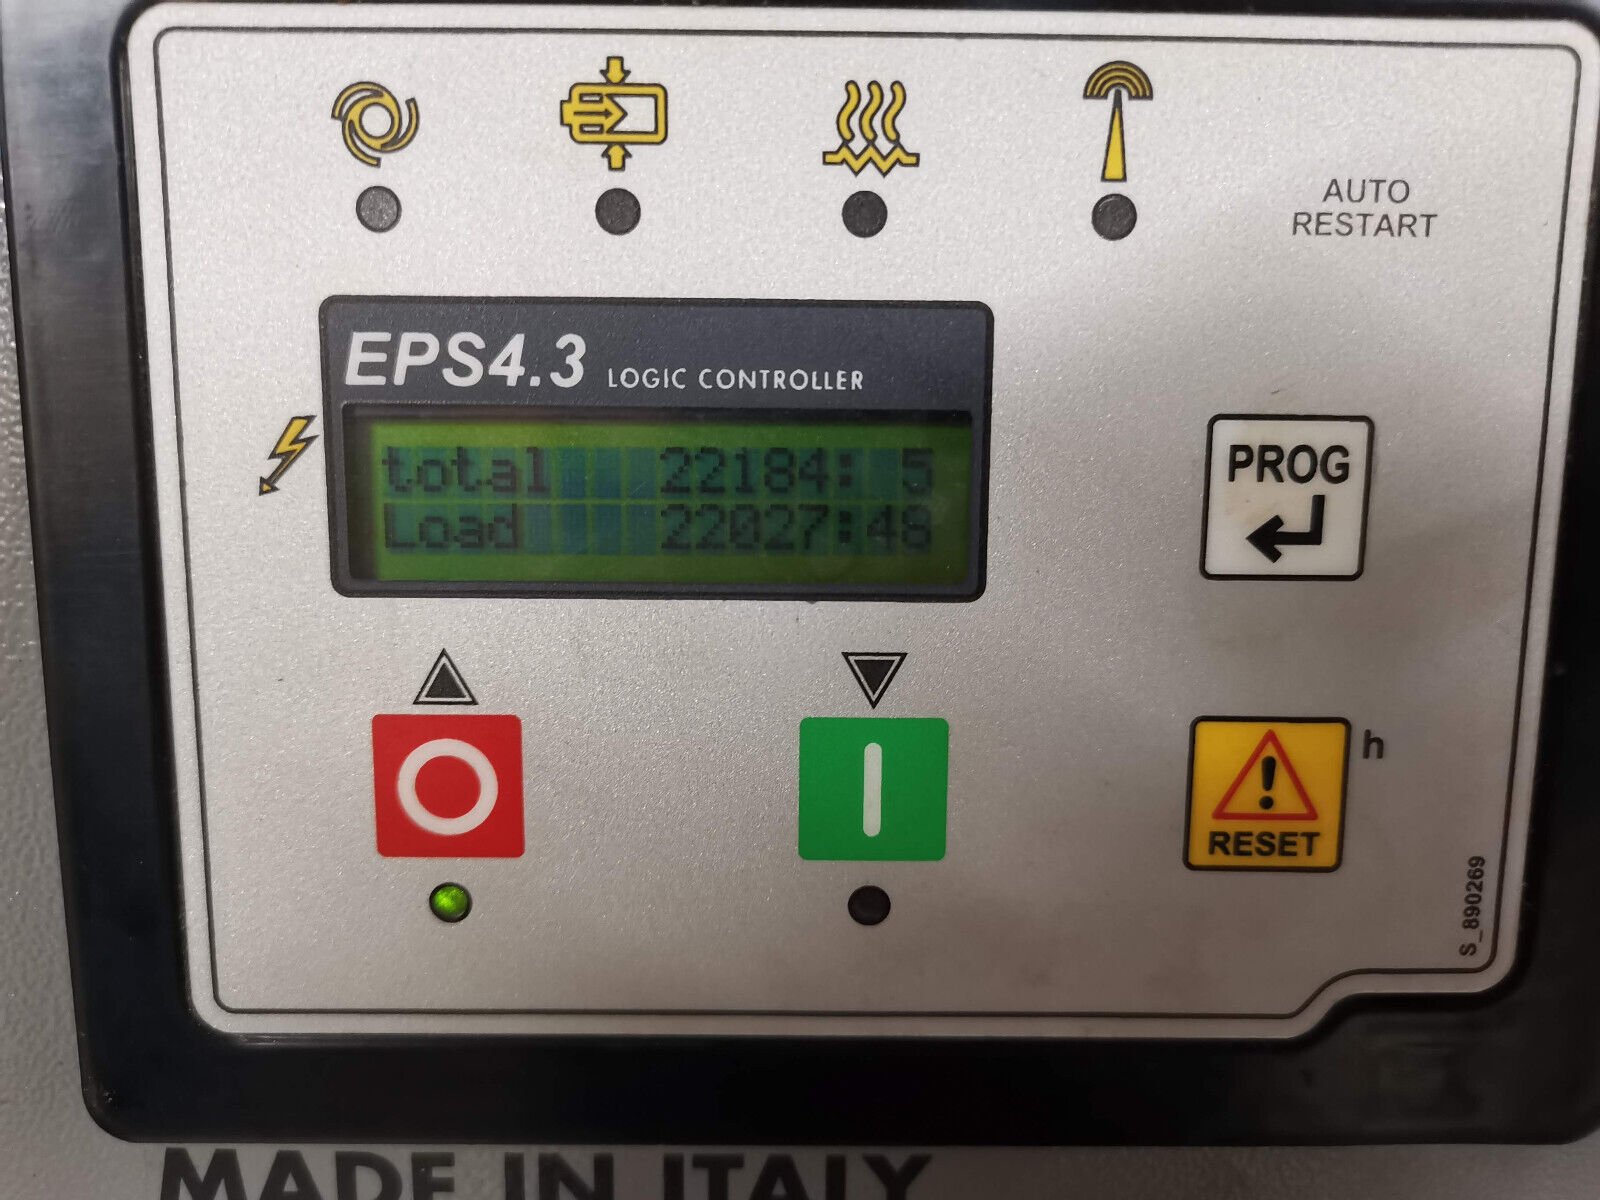 AUTO
RESTART
EPS4.3 LOGIC CONTROLLER
total 22184: 5
Load 22027:48
PROG
h
RESET
S_890269
MADE IN ITALY